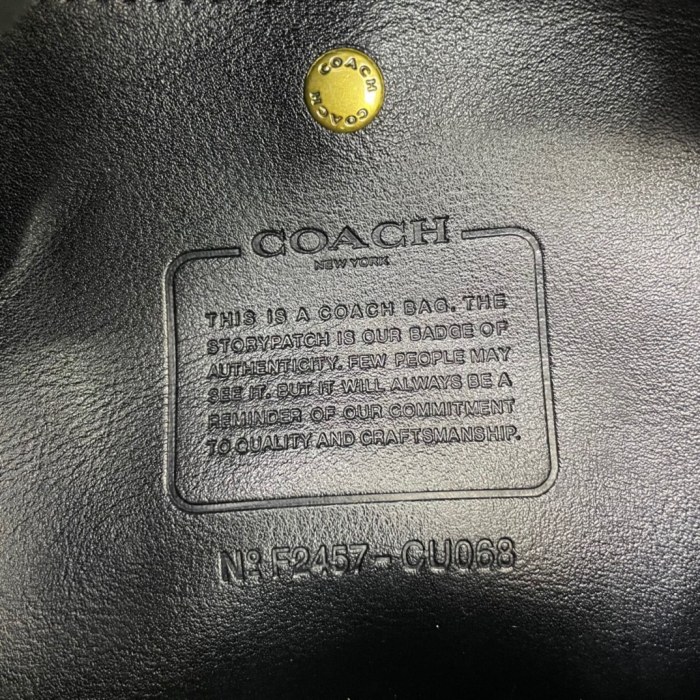 COACH
COACH
COACH
NEW YORK
THIS IS A COACH BAG. THE
STORYPATCH IS OUR BADGE OF
AUTHENTICITY. FEW PEOPLE MAY
SEE IT. BUT IT WILL ALWAYS BE A
REMINDER OF OUR COMMITMENT
TO QUALITY AND CRAFTSMANSHIP.
Nº F2457-CU068